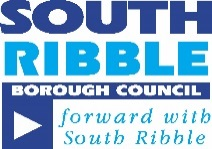 SOUTH
RIBBLE
BOROUGH COUNCIL
forward with
South Ribble